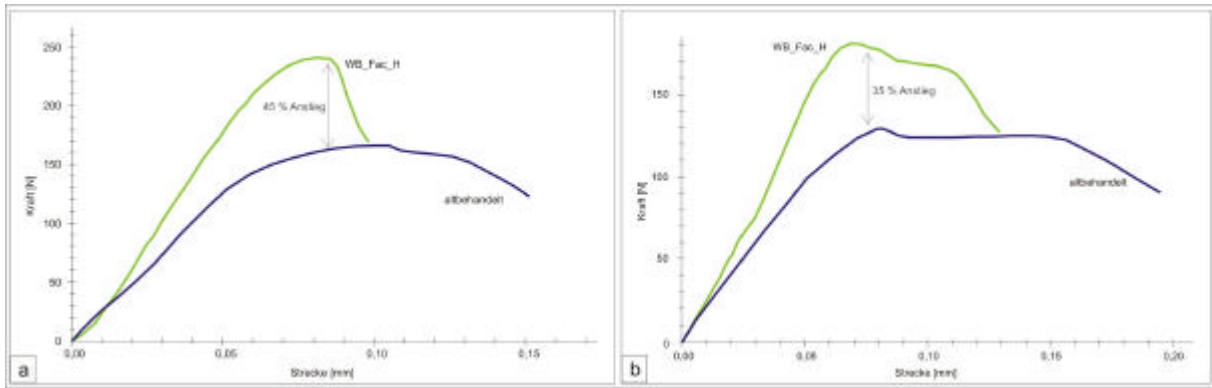 250
200
150
100
50
0
Kraft [N]
WB_Fac_H
45 % Anstieg
altbehandelt
0,00 0,05 0,10 0,15
Strecke [mm]
a
150
100
50
0
Kraft [N]
WB_Fac_H
35 % Anstieg
altbehandelt
0,00 0,05 0,10 0,15 0,20
Strecke [mm]
b